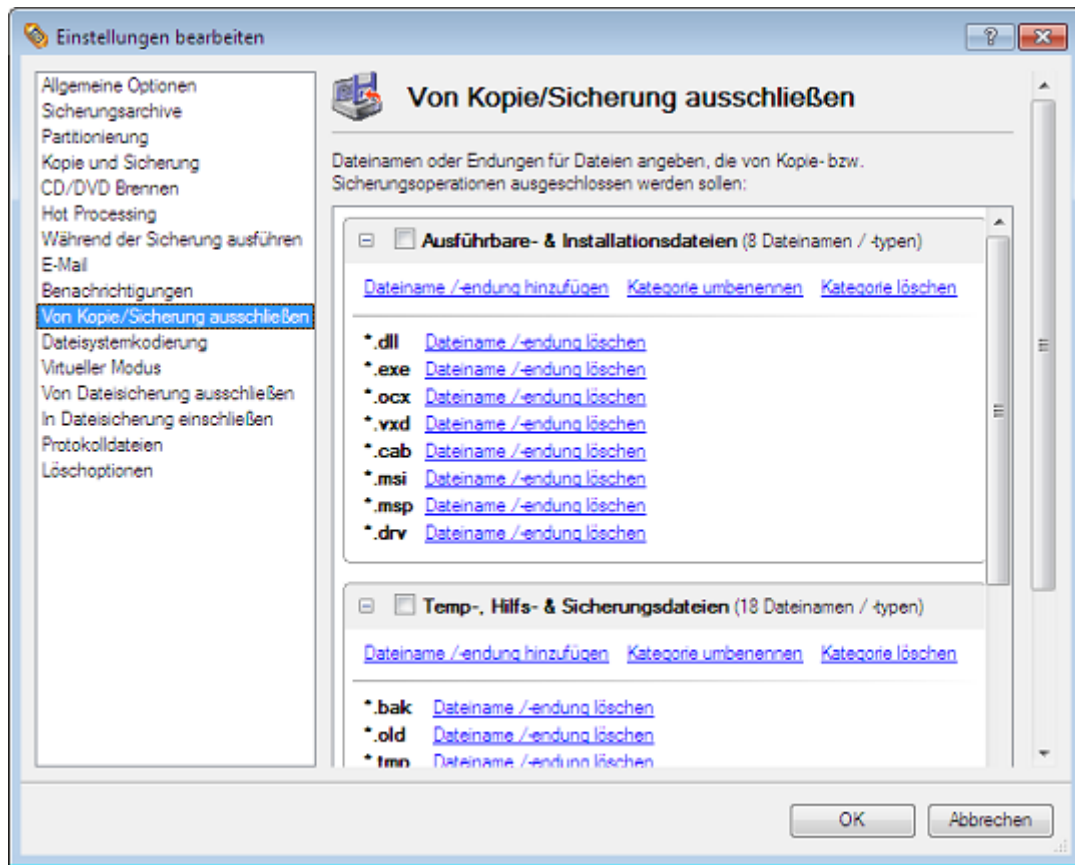 Einstellungen bearbeiten
Allgemeine Optionen
Sicherungsarchive
Partitionierung
Kopie und Sicherung
CD/DVD Brennen
Hot Processing
Während der Sicherung ausführen
E-Mail
Benachrichtigungen
Von Kopie/Sicherung ausschließen
Dateisystemkodierung
Virtueller Modus
Von Dateisicherung ausschließen
In Dateisicherung einschließen
Protokolldateien
Löschoptionen
Von Kopie/Sicherung ausschließen
Dateinamen oder Endungen für Dateien angeben, die von Kopie- bzw.
Sicherungsoperationen ausgeschlossen werden sollen:
Ausführbare- & Installationsdateien (8 Dateinamen / -typen)
Dateiname /-endung hinzufügen Kategorie umbenennen Kategorie löschen
*.dll Dateiname /-endung löschen
*.exe Dateiname /-endung löschen
*.ocx Dateiname /-endung löschen
*.vxd Dateiname /-endung löschen
*.cab Dateiname /-endung löschen
*.msi Dateiname /-endung löschen
*.msp Dateiname /-endung löschen
*.drv Dateiname /-endung löschen
Temp-, Hilfs- & Sicherungsdateien (18 Dateinamen / -typen)
Dateiname /-endung hinzufügen Kategorie umbenennen Kategorie löschen
*.bak Dateiname /-endung löschen
*.old Dateiname /-endung löschen
*.tmp Dateiname /-endung löschen
OK Abbrechen